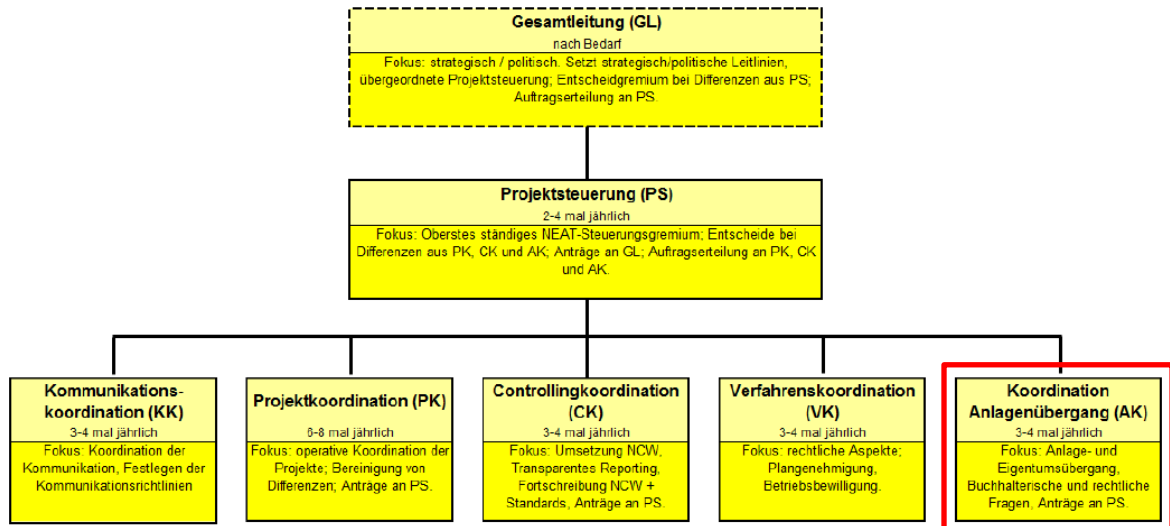 Gesamtleitung (GL)
nach Bedarf
Fokus: strategisch / politisch. Setzt strategisch/politische Leitlinien,
übergeordnete Projektsteuerung; Entscheidgremium bei Differenzen aus PS;
Auftragserteilung an PS.
Projektsteuerung (PS)
2-4 mal jährlich
Fokus: Oberstes ständiges NEAT-Steuerungsgremium; Entscheide bei
Differenzen aus PK, CK und AK; Anträge an GL; Auftragserteilung an PK, CK
und AK.
Kommunikations-
koordination (KK)
3-4 mal jährlich
Fokus: Koordination der
Kommunikation, Festlegen der
Kommunikationsrichtlinien
Projektkoordination (PK)
6-8 mal jährlich
Fokus: operative Koordination der
Projekte; Bereinigung von
Differenzen; Anträge an PS.
Controllingkoordination
(CK)
3-4 mal jährlich
Fokus: Umsetzung NCW,
Transparentes Reporting,
Fortschreibung NCW +
Standards, Anträge an PS.
Verfahrenskoordination
(VK)
3-4 mal jährlich
Fokus: rechtliche Aspekte;
Plangenehmigung,
Betriebsbewilligung.
Koordination
Anlagenübergang (AK)
3-4 mal jährlich
Fokus: Anlage- und
Eigentumsübergang,
Buchhalterische und rechtliche
Fragen, Anträge an PS.